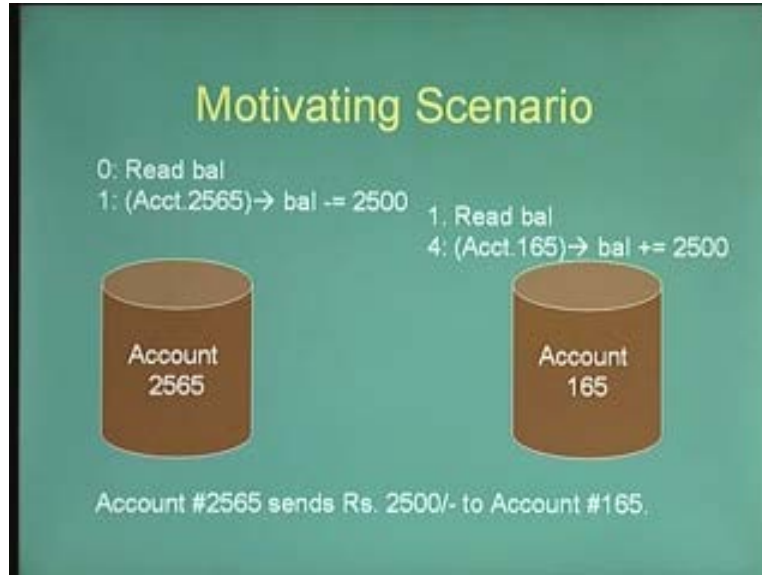 Motivating Scenario
0: Read bal
1: (Acct.2565)→ bal -= 2500
1. Read bal
4: (Acct.165)→ bal += 2500
Account
2565
Account
165
Account #2565 sends Rs. 2500/- to Account #165.